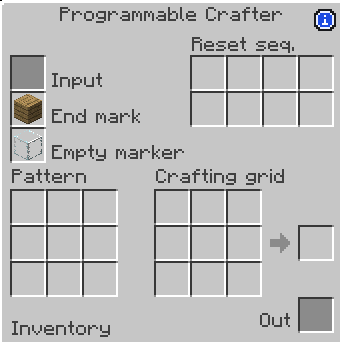 Programmable Crafter
i
Reset seq.
Input
End mark
Empty marker
Pattern
Crafting grid
Out
Inventory